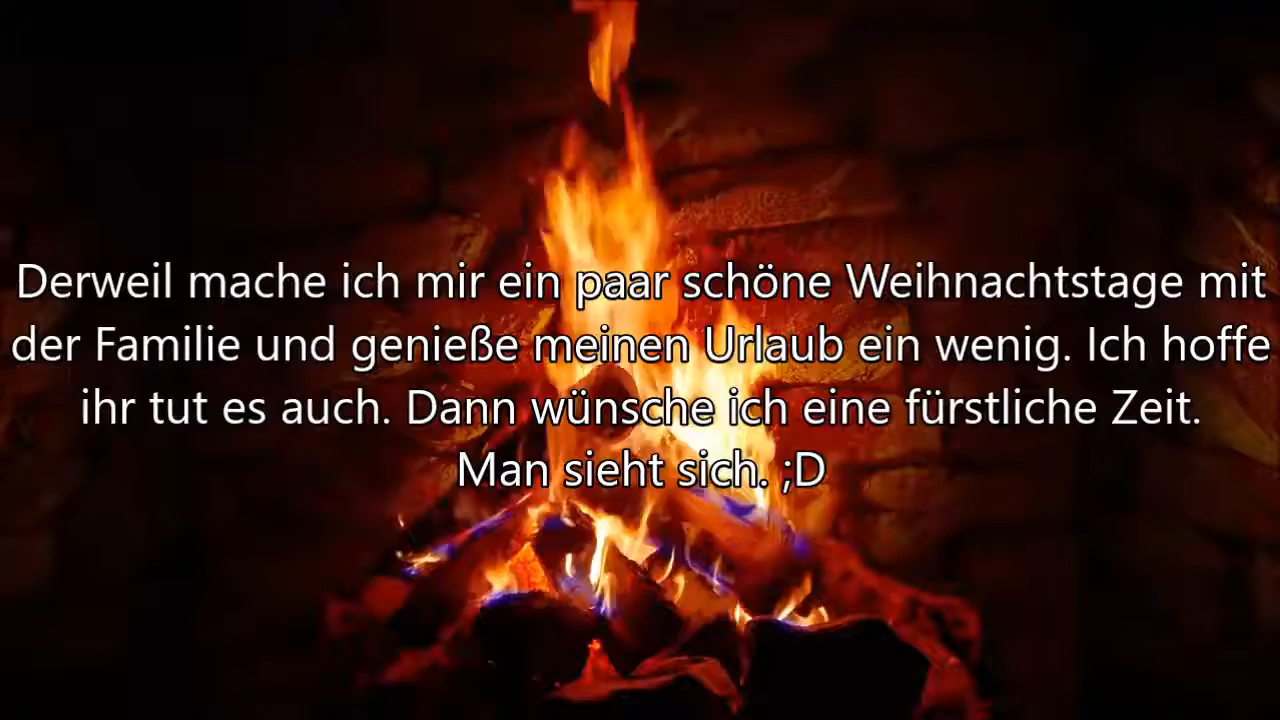 Derweil mache ich mir ein paar schöne Weihnachtstage mit
der Familie und genieße meinen Urlaub ein wenig. Ich hoffe
ihr tut es auch. Dann wünsche ich eine fürstliche Zeit.
Man sieht sich. ;D